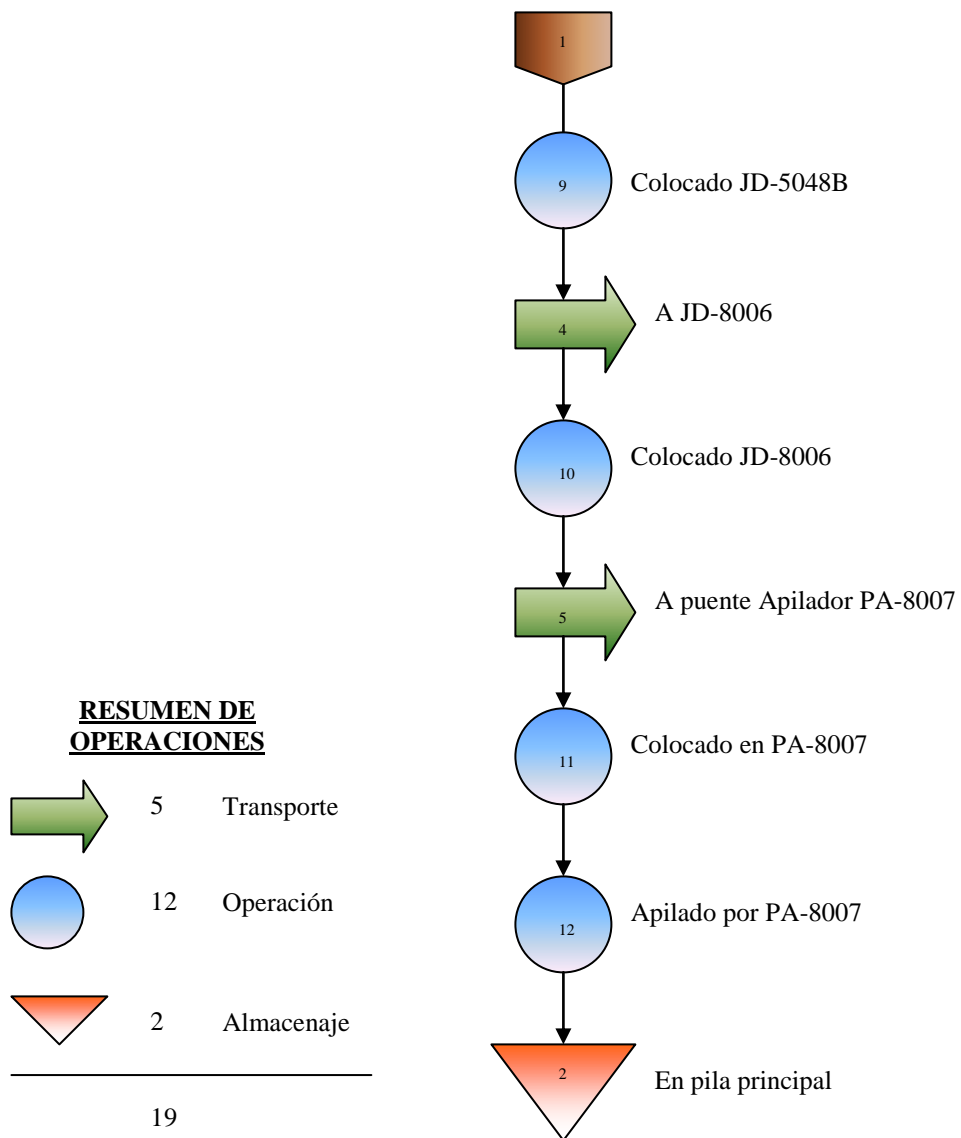 1
9 Colocado JD-5048B
4 A JD-8006
10 Colocado JD-8006
5 A puente Apilador PA-8007
11 Colocado en PA-8007
12 Apilado por PA-8007
2 En pila principal
RESUMEN DE
OPERACIONES
5 Transporte
12 Operación
2 Almacenaje
19